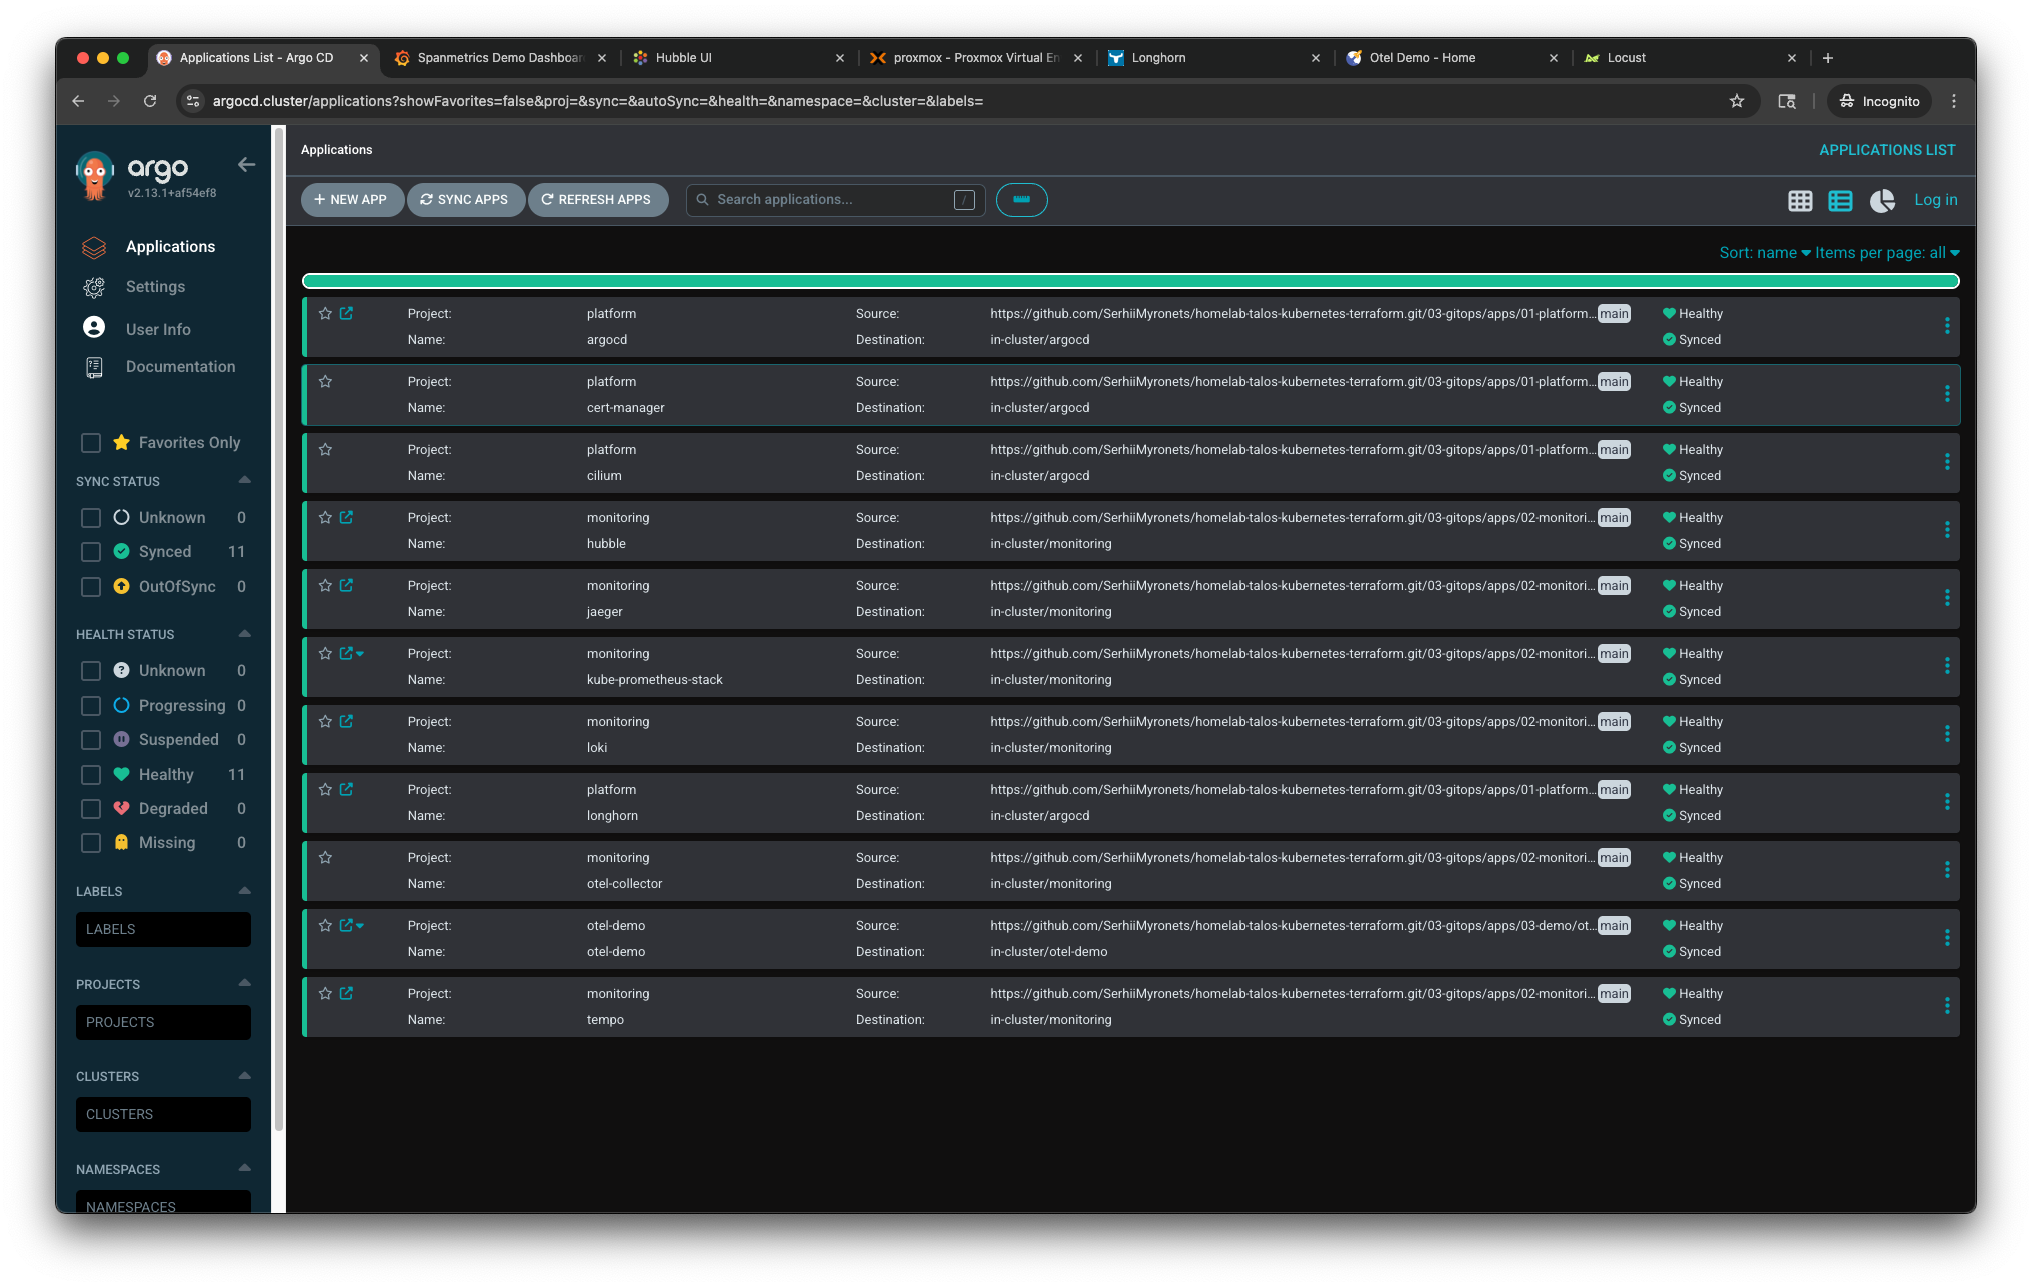 Applications List - Argo CD
Spanmetrics Demo Dashboar
Hubble UI
proxmox - Proxmox Virtual En
Longhorn
Otel Demo - Home
Locust
argocd.cluster/applications?showFavorites=false&proj=&sync=&autoSync=&health=&namespace=&cluster=&labels=
Incognito
argo
v2.13.1+af54ef8
Applications
Settings
User Info
Documentation
Favorites Only
SYNC STATUS
Unknown 0
Synced 11
OutOfSync 0
HEALTH STATUS
Unknown 0
Progressing 0
Suspended 0
Healthy 11
Degraded 0
Missing 0
LABELS
LABELS
PROJECTS
PROJECTS
CLUSTERS
CLUSTERS
NAMESPACES
NAMESPACES
Applications
APPLICATIONS LIST
NEW APP
SYNC APPS
REFRESH APPS
Search applications...
/
Log in
Sort: name Items per page: all
Project: platform Source: https://github.com/SerhiiMyronets/homelab-talos-kubernetes-terraform.git/03-gitops/apps/01-platform... main Healthy
Name: argocd Destination: in-cluster/argocd Synced
Project: platform Source: https://github.com/SerhiiMyronets/homelab-talos-kubernetes-terraform.git/03-gitops/apps/01-platform... main Healthy
Name: cert-manager Destination: in-cluster/argocd Synced
Project: platform Source: https://github.com/SerhiiMyronets/homelab-talos-kubernetes-terraform.git/03-gitops/apps/01-platform... main Healthy
Name: cilium Destination: in-cluster/argocd Synced
Project: monitoring Source: https://github.com/SerhiiMyronets/homelab-talos-kubernetes-terraform.git/03-gitops/apps/02-monitori... main Healthy
Name: hubble Destination: in-cluster/monitoring Synced
Project: monitoring Source: https://github.com/SerhiiMyronets/homelab-talos-kubernetes-terraform.git/03-gitops/apps/02-monitori... main Healthy
Name: jaeger Destination: in-cluster/monitoring Synced
Project: monitoring Source: https://github.com/SerhiiMyronets/homelab-talos-kubernetes-terraform.git/03-gitops/apps/02-monitori... main Healthy
Name: kube-prometheus-stack Destination: in-cluster/monitoring Synced
Project: monitoring Source: https://github.com/SerhiiMyronets/homelab-talos-kubernetes-terraform.git/03-gitops/apps/02-monitori... main Healthy
Name: loki Destination: in-cluster/monitoring Synced
Project: platform Source: https://github.com/SerhiiMyronets/homelab-talos-kubernetes-terraform.git/03-gitops/apps/01-platform... main Healthy
Name: longhorn Destination: in-cluster/argocd Synced
Project: monitoring Source: https://github.com/SerhiiMyronets/homelab-talos-kubernetes-terraform.git/03-gitops/apps/02-monitori... main Healthy
Name: otel-collector Destination: in-cluster/monitoring Synced
Project: otel-demo Source: https://github.com/SerhiiMyronets/homelab-talos-kubernetes-terraform.git/03-gitops/apps/03-demo/ot... main Healthy
Name: otel-demo Destination: in-cluster/otel-demo Synced
Project: monitoring Source: https://github.com/SerhiiMyronets/homelab-talos-kubernetes-terraform.git/03-gitops/apps/02-monitori... main Healthy
Name: tempo Destination: in-cluster/monitoring Synced